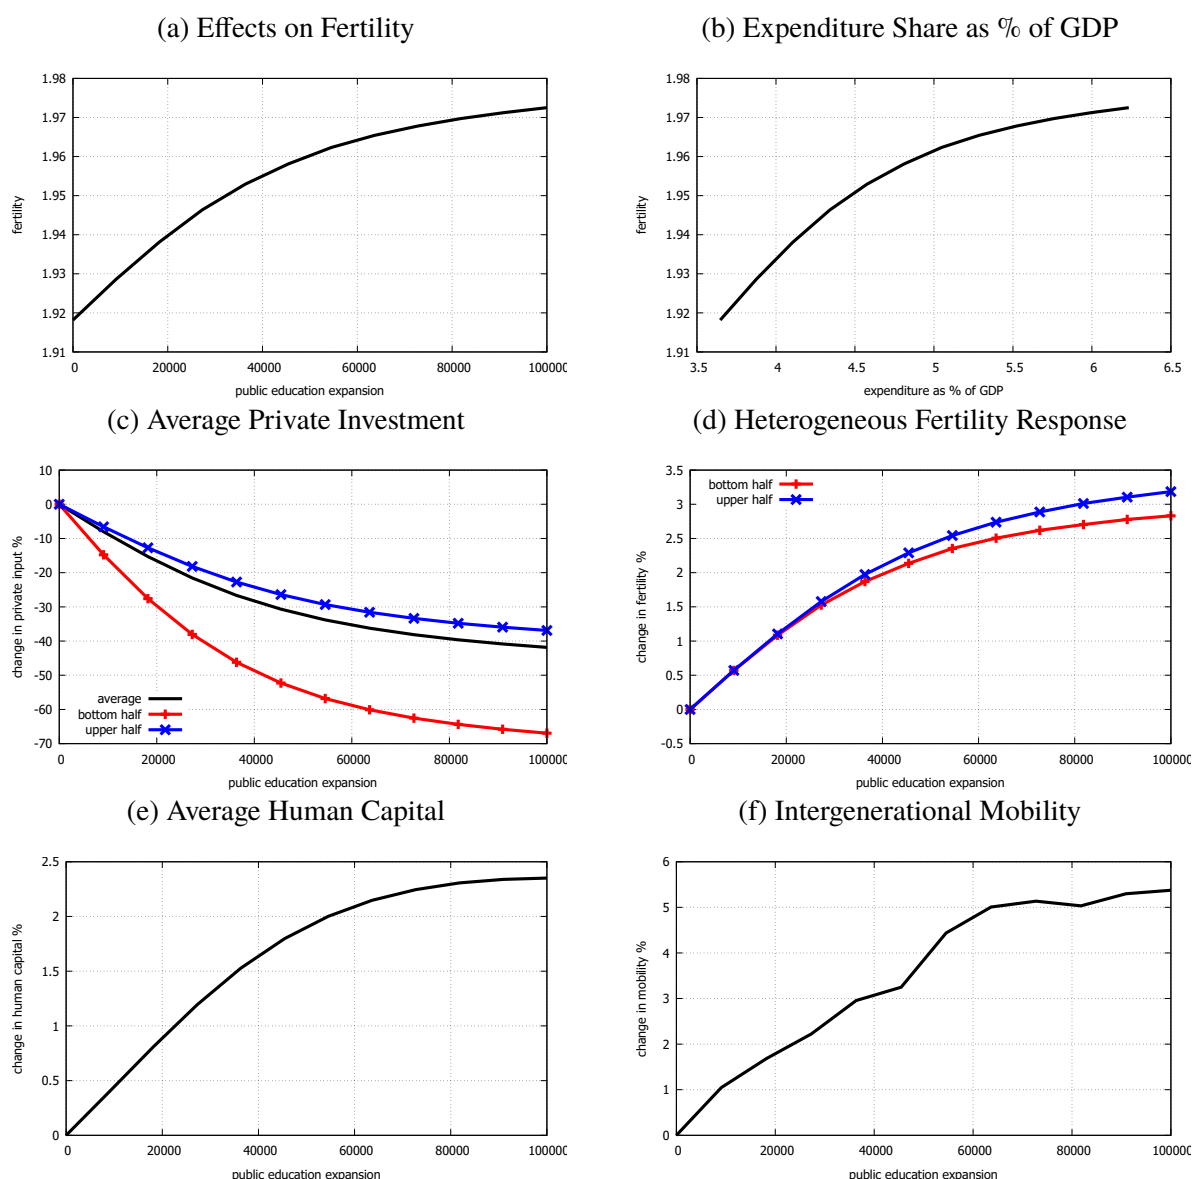 (a) Effects on Fertility
1.98
1.97
1.96
1.95
1.94
1.93
1.92
1.91
fertility
0 20000 40000 60000 80000 100000
public education expansion
(b) Expenditure Share as % of GDP
1.98
1.97
1.96
1.95
1.94
1.93
1.92
1.91
fertility
3.5 4 4.5 5 5.5 6 6.5
expenditure as % of GDP
(c) Average Private Investment
10
0
-10
-20
-30
-40
-50
-60
-70
change in private input %
average
bottom half
upper half
0 20000 40000 60000 80000 100000
public education expansion
(d) Heterogeneous Fertility Response
3.5
3
2.5
2
1.5
1
0.5
0
-0.5
change in fertility %
bottom half
upper half
0 20000 40000 60000 80000 100000
public education expansion
(e) Average Human Capital
2.5
2
1.5
1
0.5
0
change in human capital %
0 20000 40000 60000 80000 100000
public education expansion
(f) Intergenerational Mobility
6
5
4
3
2
1
0
change in mobility %
0 20000 40000 60000 80000 100000
public education expansion